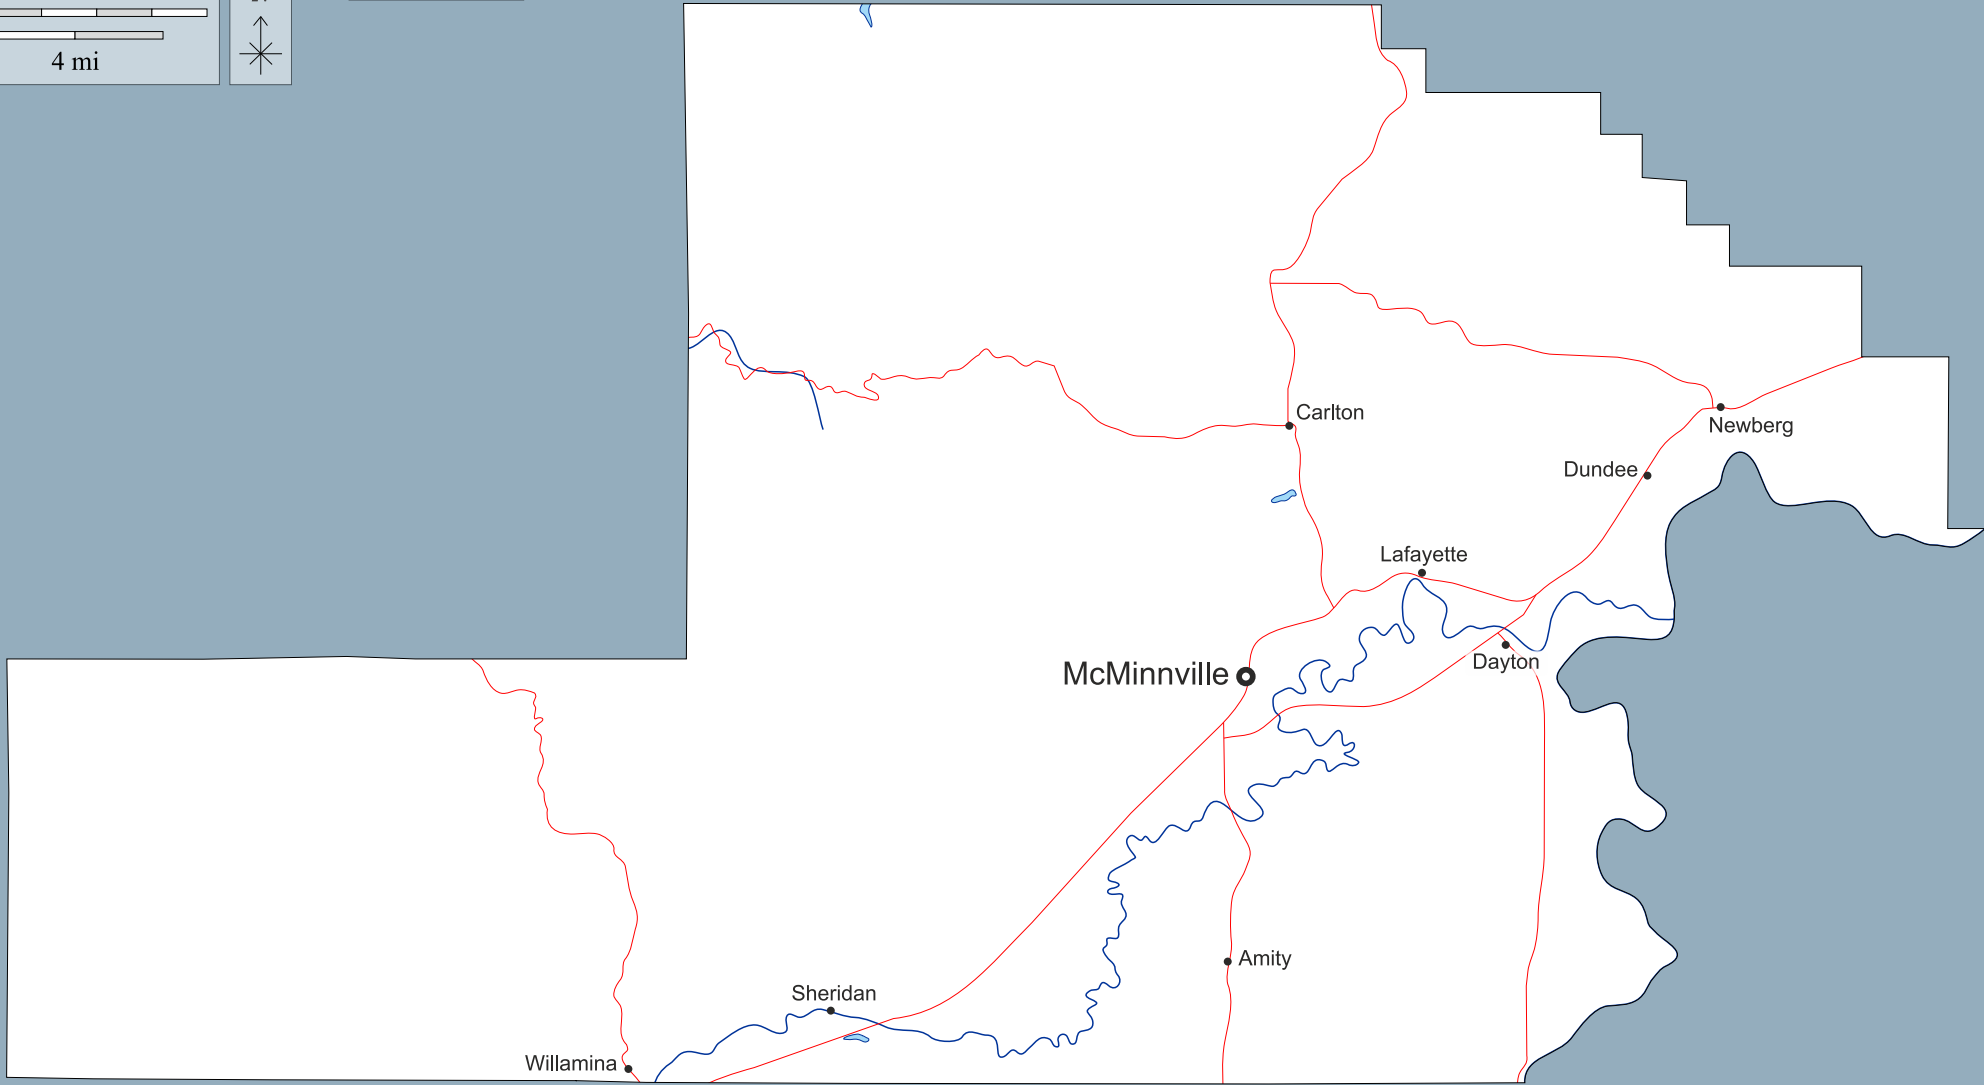 4 mi
Carlton
Newberg
Dundee
Lafayette
Dayton
McMinnville
Amity
Sheridan
Willamina